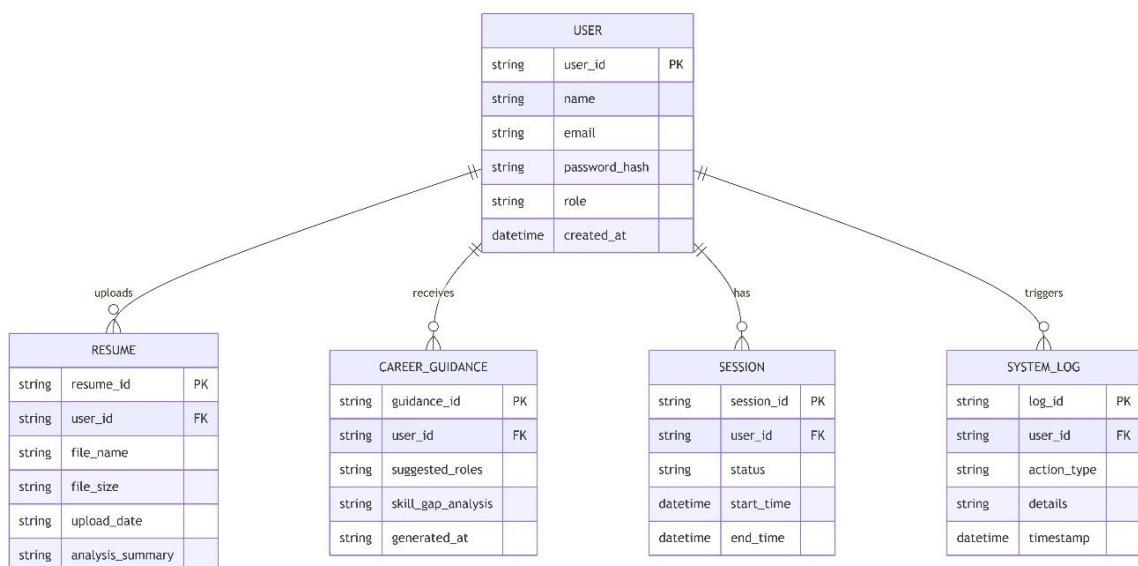 USER
string user_id PK
string name
string email
string password_hash
string role
datetime created_at
uploads
receives
has
triggers
RESUME
string resume_id PK
string user_id FK
string file_name
string file_size
string upload_date
string analysis_summary
CAREER_GUIDANCE
string guidance_id PK
string user_id FK
string suggested_roles
string skill_gap_analysis
string generated_at
SESSION
string session_id PK
string user_id FK
string status
datetime start_time
datetime end_time
SYSTEM_LOG
string log_id PK
string user_id FK
string action_type
string details
datetime timestamp